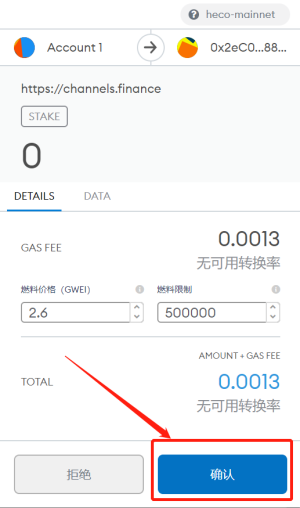 heco-mainnet
Account 1
0x2eC0...88...
https://channels.finance
STAKE
0
DETAILS
DATA
GAS FEE
0.0013
无可用转换率
燃料价格（GWEI）
燃料限制
2.6
500000
AMOUNT + GAS FEE
TOTAL
0.0013
无可用转换率
拒绝
确认